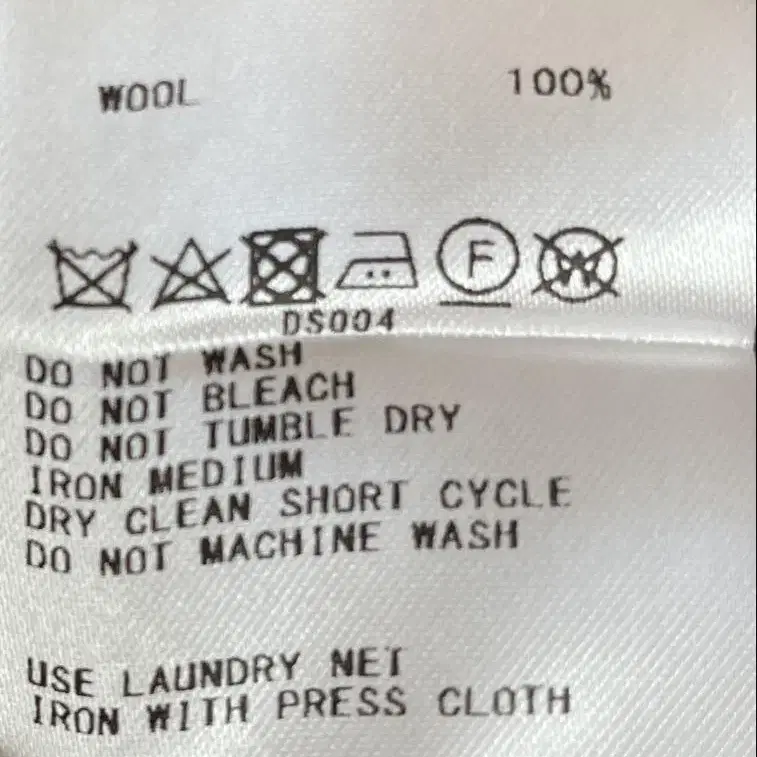 WOOL 100%
F W
DS004
DO NOT WASH
DO NOT BLEACH
DO NOT TUMBLE DRY
IRON MEDIUM
DRY CLEAN SHORT CYCLE
DO NOT MACHINE WASH
USE LAUNDRY NET
IRON WITH PRESS CLOTH